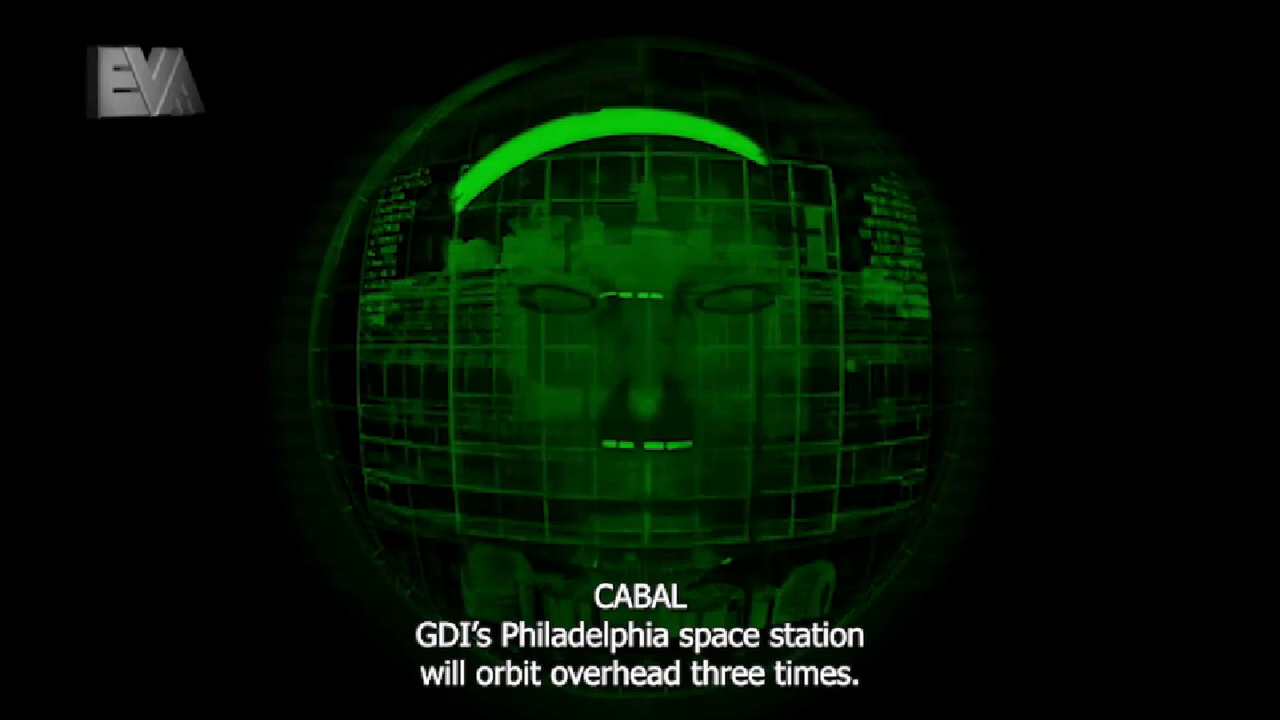 EVA
CABAL
GDI's Philadelphia space station
will orbit overhead three times.